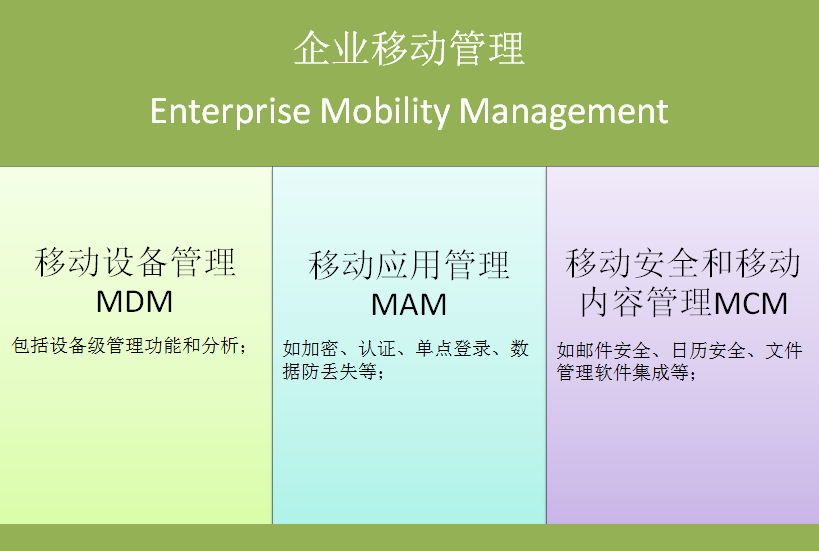 企业移动管理
Enterprise Mobility Management
移动设备管理
MDM
包括设备级管理功能和分析；
移动应用管理
MAM
如加密、认证、单点登录、数
据防丢失等；
移动安全和移动
内容管理MCM
如邮件安全、日历安全、文件
管理软件集成等；